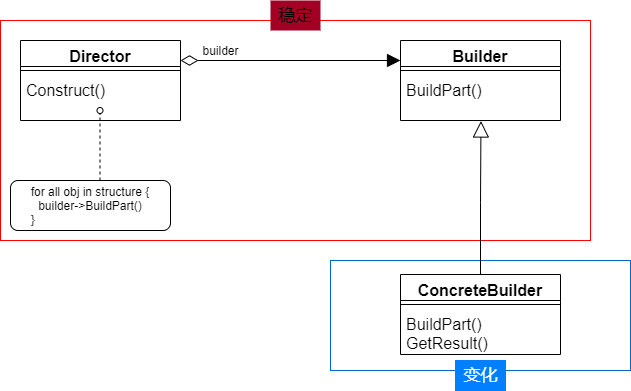 稳定
Director
builder
Builder
Construct()
BuildPart()
for all obj in structure {
builder->BuildPart()
}
ConcreteBuilder
BuildPart()
GetResult()
变化